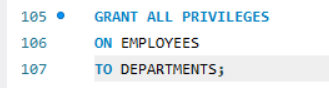 105 GRANT ALL PRIVILEGES
106 ON EMPLOYEES
107 TO DEPARTMENTS;